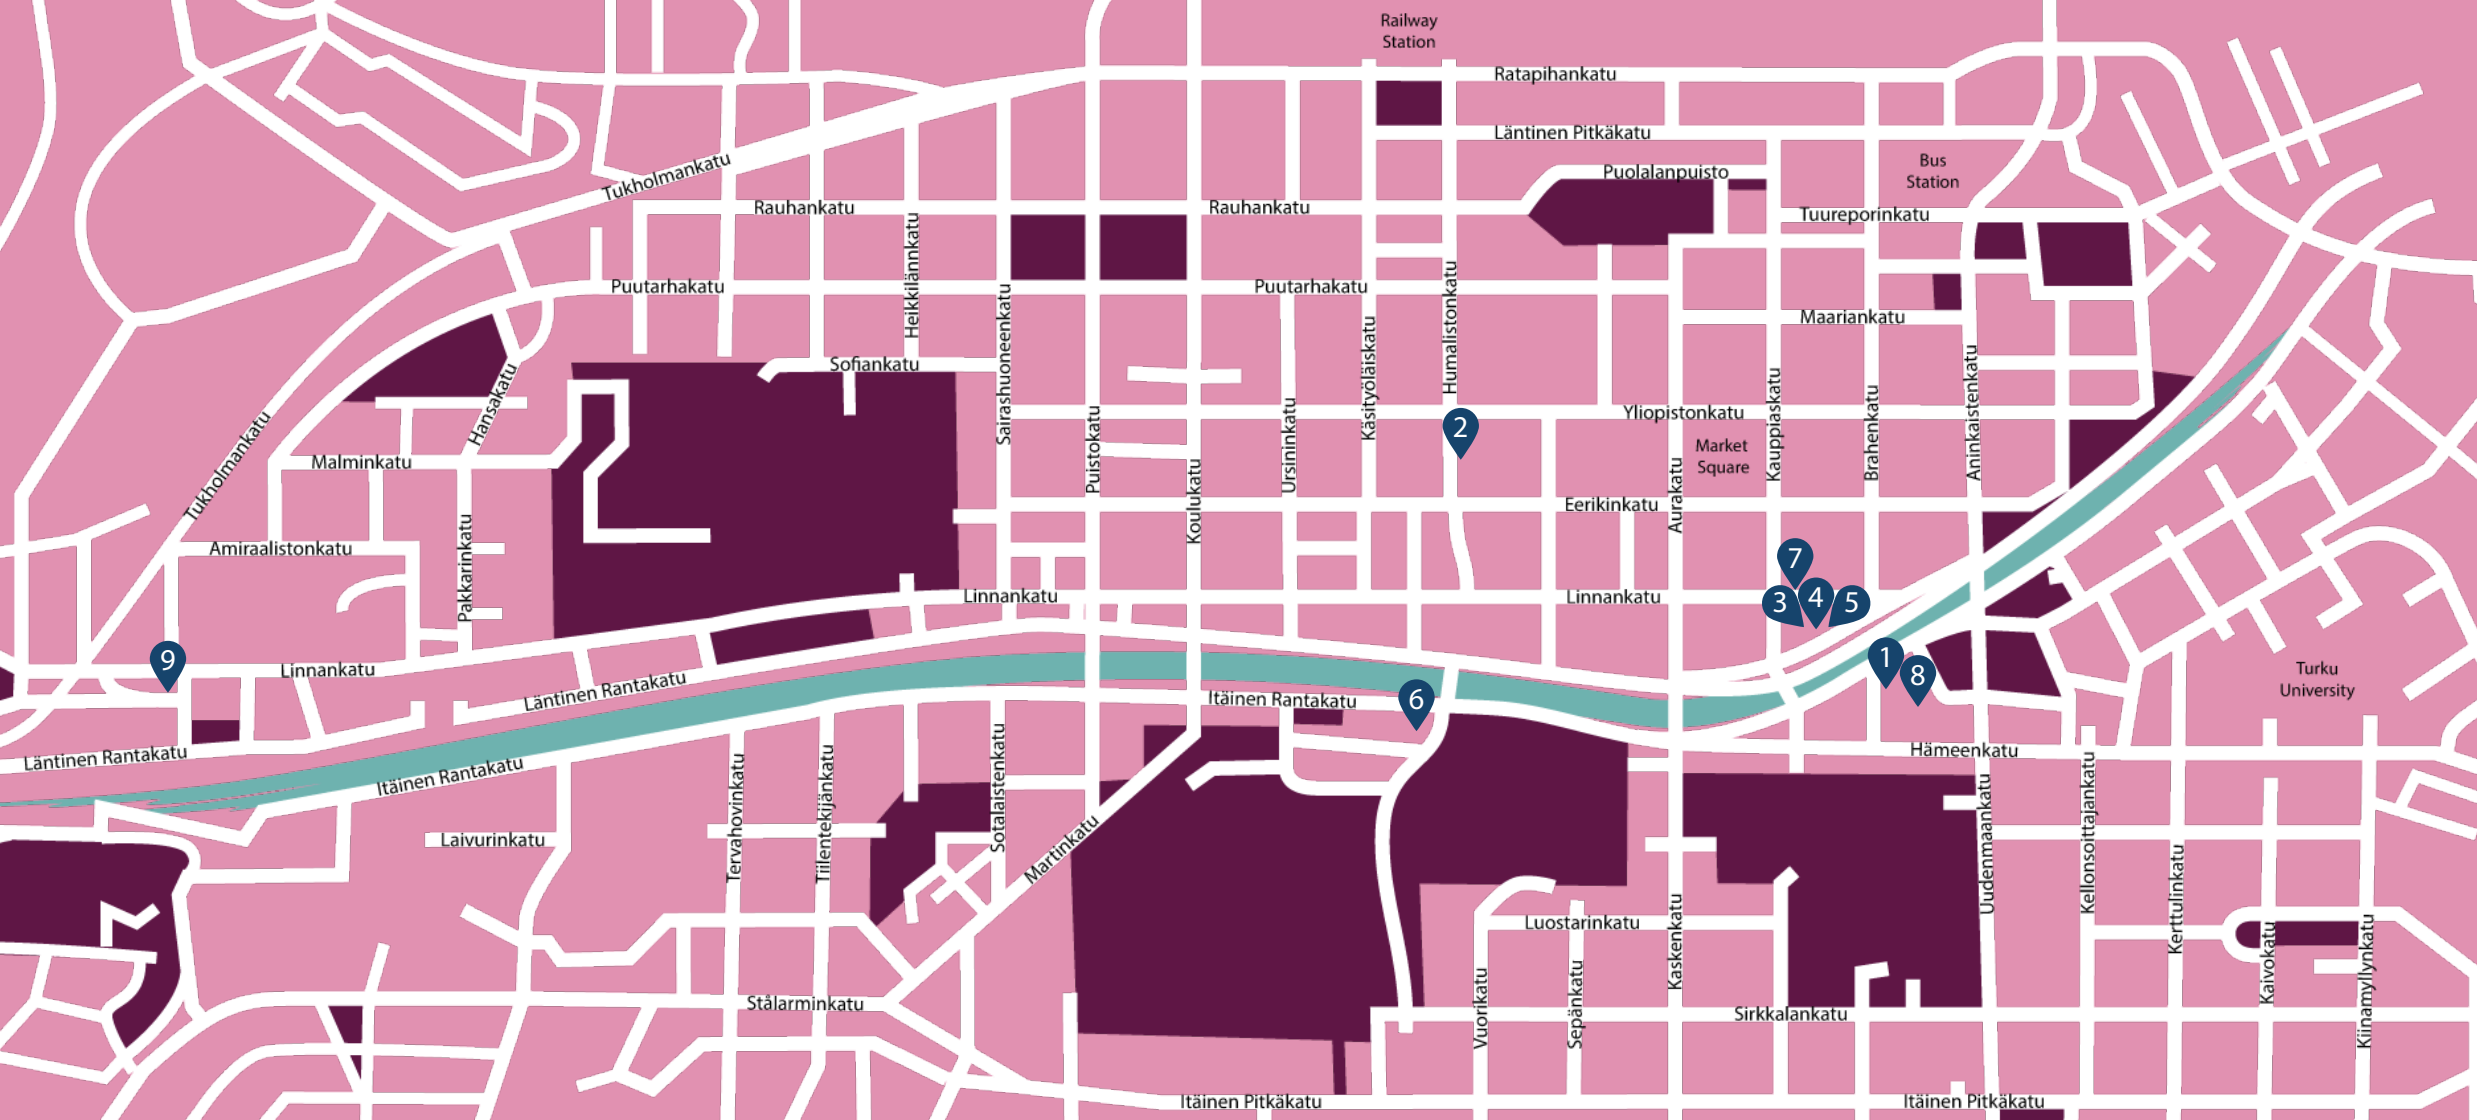 Railway
Station
Ratapihankatu
Läntinen Pitkäkatu
Puolalanpuisto
Bus
Station
Tukholmankatu
Rauhankatu
Rauhankatu
Tuureporinkatu
Heikkilännkatu
Puutarhakatu
Puutarhakatu
Humalistonkatu
Maariankatu
Sairashuoneenkatu
Käsityöläiskatu
Sofiankatu
Hansakatu
Kauppiaskatu
Brahenkatu
Aninkaistenkatu
Yliopistonkatu
Tukholmankatu
Puistokatu
Ursininkatu
2
Market
Square
Malminkatu
Koulukatu
Aurakatu
Eerikinkatu
Pakkarinkatu
Amiraalistonkatu
7
Linnankatu
Linnankatu
3
4
5
9
Linnankatu
1
8
Turku
University
Läntinen Rantakatu
Itäinen Rantakatu
6
Läntinen Rantakatu
Hämeenkatu
Itäinen Rantakatu
Tervahovinkatu
Tiilentekijänkatu
Sotalaistenkatu
Uudenmaankatu
Kellonsoittajankatu
Laivurinkatu
Martinkatu
Kerttulinkatu
Luostarinkatu
Kaskenkatu
Kaivokatu
Kiinamyllynkatu
Vuorikatu
Sepänkatu
Stålarminkatu
Sirkkalankatu
Itäinen Pitkäkatu
Itäinen Pitkäkatu